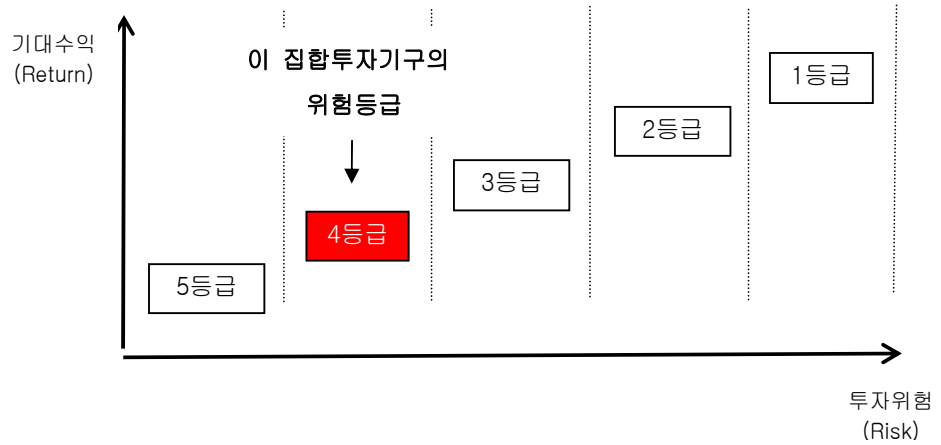 기대수익
(Return)
이 집합투자기구의
위험등급
1등급
2등급
3등급
4등급
5등급
투자위험
(Risk)